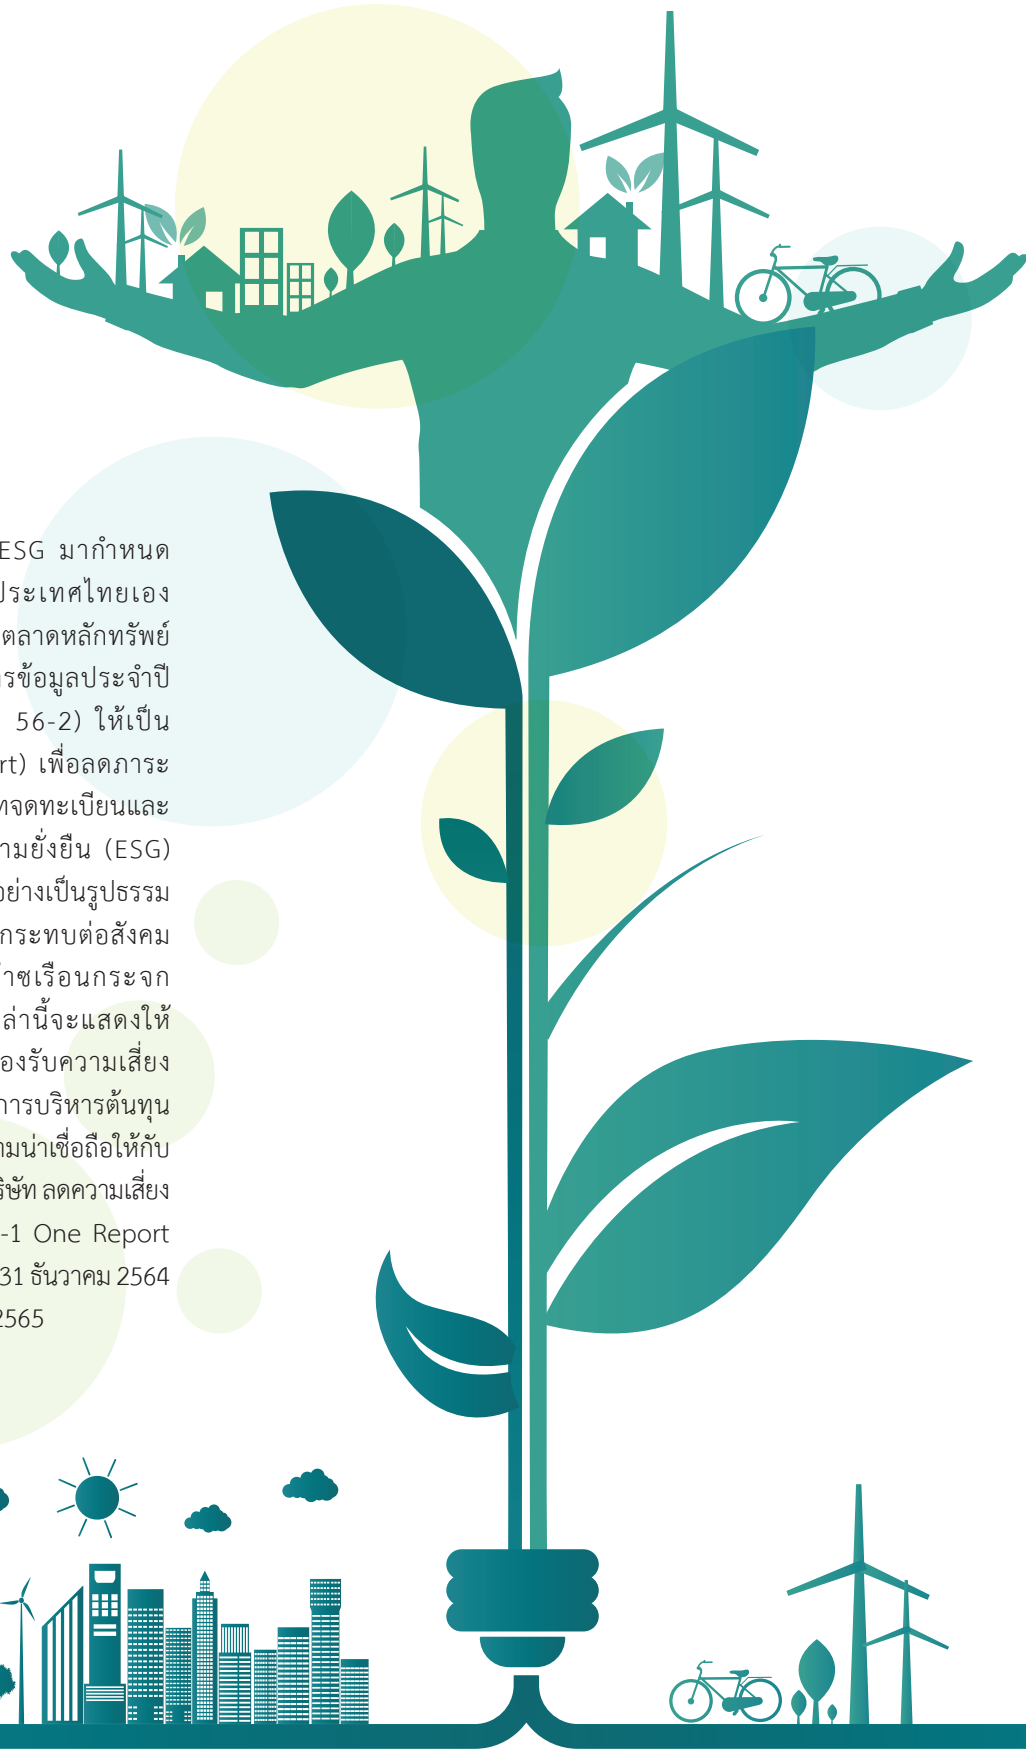 ESG มากำหนด
ประเทศไทยเอง
ตลาดหลักทรัพย์
รข้อมูลประจำปี
56-2) ให้เป็น
rt) เพื่อลดภาระ
ทจดทะเบียนและ
ามยั่งยืน (ESG)
อย่างเป็นรูปธรรม
กระทบต่อสังคม
๊าซเรือนกระจก
ล่านี้จะแสดงให้
องรับความเสี่ยง
การบริหารต้นทุน
ามน่าเชื่อถือให้กับ
ริษัท ลดความเสี่ยง
-1 One Report
31 ธันวาคม 2564
2565